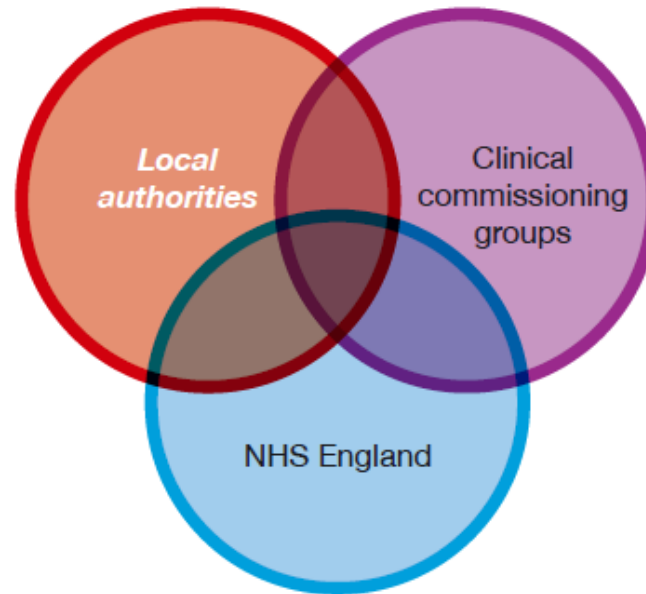 Local
authorities
Clinical
commissioning
groups
NHS England